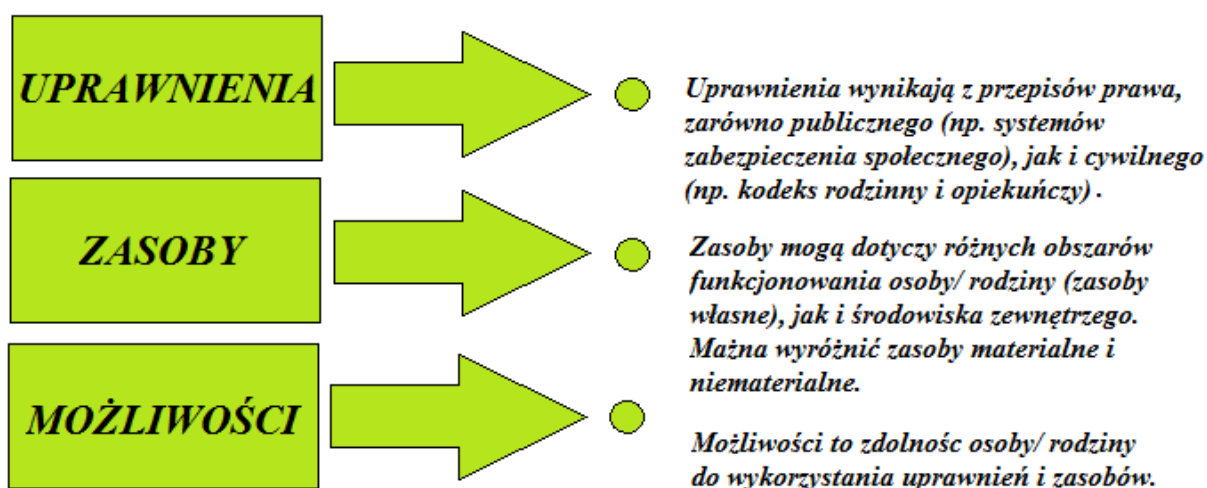 UPRAWNIENIA
Uprawnienia wynikają z przepisów prawa,
zarówno publicznego (np. systemów
zabezpieczenia społecznego), jak i cywilnego
(np. kodeks rodzinny i opiekuńczy) .
ZASOBY
Zasoby mogą dotyczy różnych obszarów
funkcjonowania osoby/ rodziny (zasoby
własne), jak i środowiska zewnętrzego.
Mażna wyróżnić zasoby materialne i
niematerialne.
MOŻLIWOŚCI
Możliwości to zdolnośc osoby/ rodziny
do wykorzystania uprawnień i zasobów.